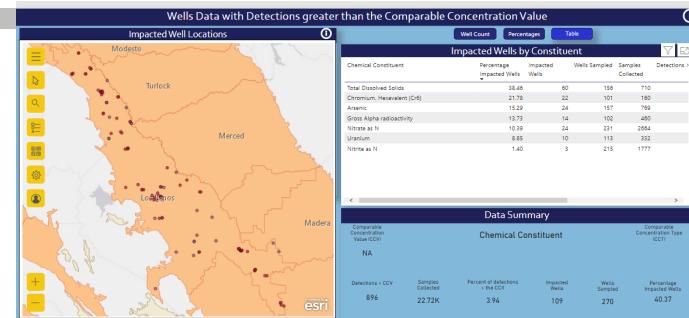 Wells Data with Detections greater than the Comparable Concentration Value
Impacted Well Locations
Well Count Percentages Table
Impacted Wells by Constituent
Modesto
Turlock
Merced
Los Banos
Madera
esri
Chemical Constituent Percentage Impacted Wells Impacted Wells Wells Sampled Samples Collected Detections >
Total Dissolved Solids 38.46 60 156 710
Chromium, Hexavalent (Cr6) 21.78 22 101 160
Arsenic 15.29 24 157 769
Gross Alpha radioactivity 13.73 14 102 460
Nitrate as N 10.39 24 231 2664
Uranium 8.85 10 113 332
Nitrite as N 1.40 3 215 1777
Data Summary
Comparable Concentration Value (CCV)
NA
Chemical Constituent
Comparable Concentration Type (CCT)
Detections > CCV
896
Samples Collected
22.72K
Percent of detections > the CCV
3.94
Impacted Wells
109
Wells Sampled
270
Percentage Impacted Wells
40.37